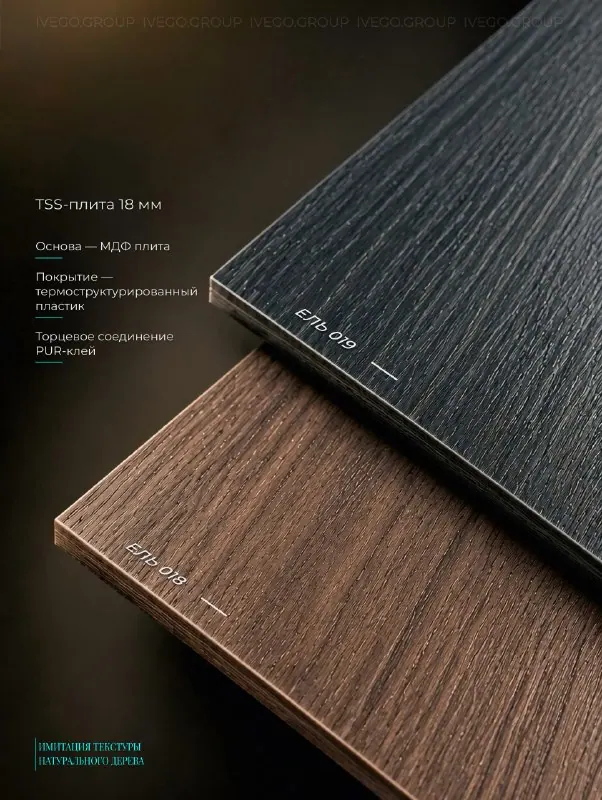 IVEGO.GROUP IVEGO.GROUP IVEGO.GROUP IVEGO.GROUP IVEGO.GROUP
TSS-плита 18 мм
Основа — МДФ плита
Покрытие —
термоструктурированный
пластик
Торцевое соединение
PUR-клей
ЕЛЬ 019
ЕЛЬ 018
ИМИТАЦИЯ ТЕКСТУРЫ
НАТУРАЛЬНОГО ДЕРЕВА